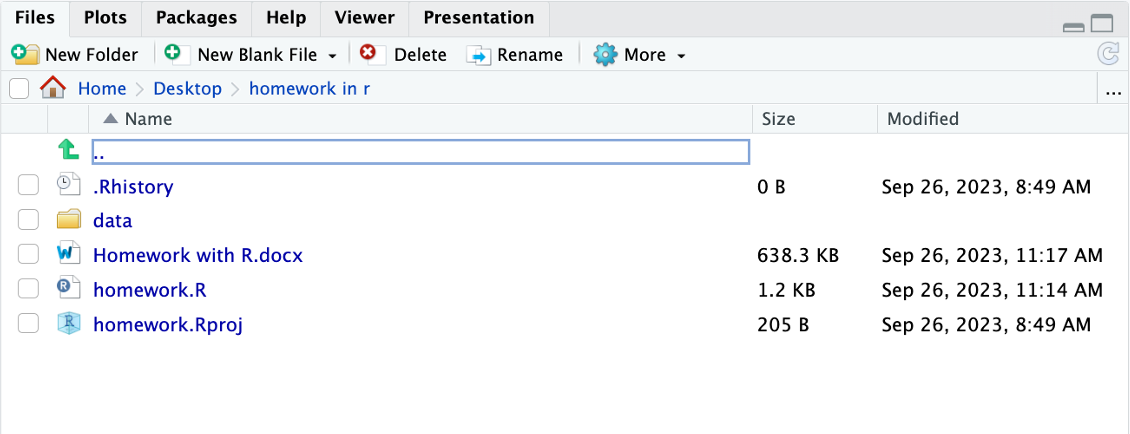 Files Plots Packages Help Viewer Presentation
New Folder New Blank File Delete Rename More
Home Desktop homework in r ...
Name Size Modified
..
.Rhistory 0 B Sep 26, 2023, 8:49 AM
data
Homework with R.docx 638.3 KB Sep 26, 2023, 11:17 AM
homework.R 1.2 KB Sep 26, 2023, 11:14 AM
homework.Rproj 205 B Sep 26, 2023, 8:49 AM